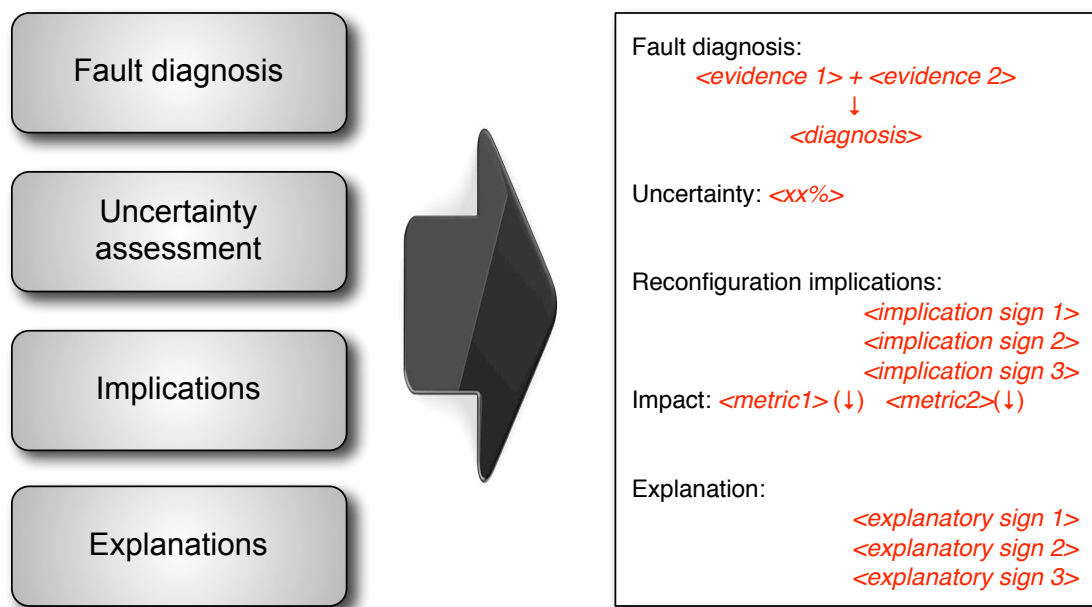 Fault diagnosis
Uncertainty
assessment
Implications
Explanations
Fault diagnosis:
<evidence 1> + <evidence 2>
↓
<diagnosis>
Uncertainty: <xx%>
Reconfiguration implications:
<implication sign 1>
<implication sign 2>
<implication sign 3>
Impact: <metric1> (↓) <metric2>(↓)
Explanation:
<explanatory sign 1>
<explanatory sign 2>
<explanatory sign 3>